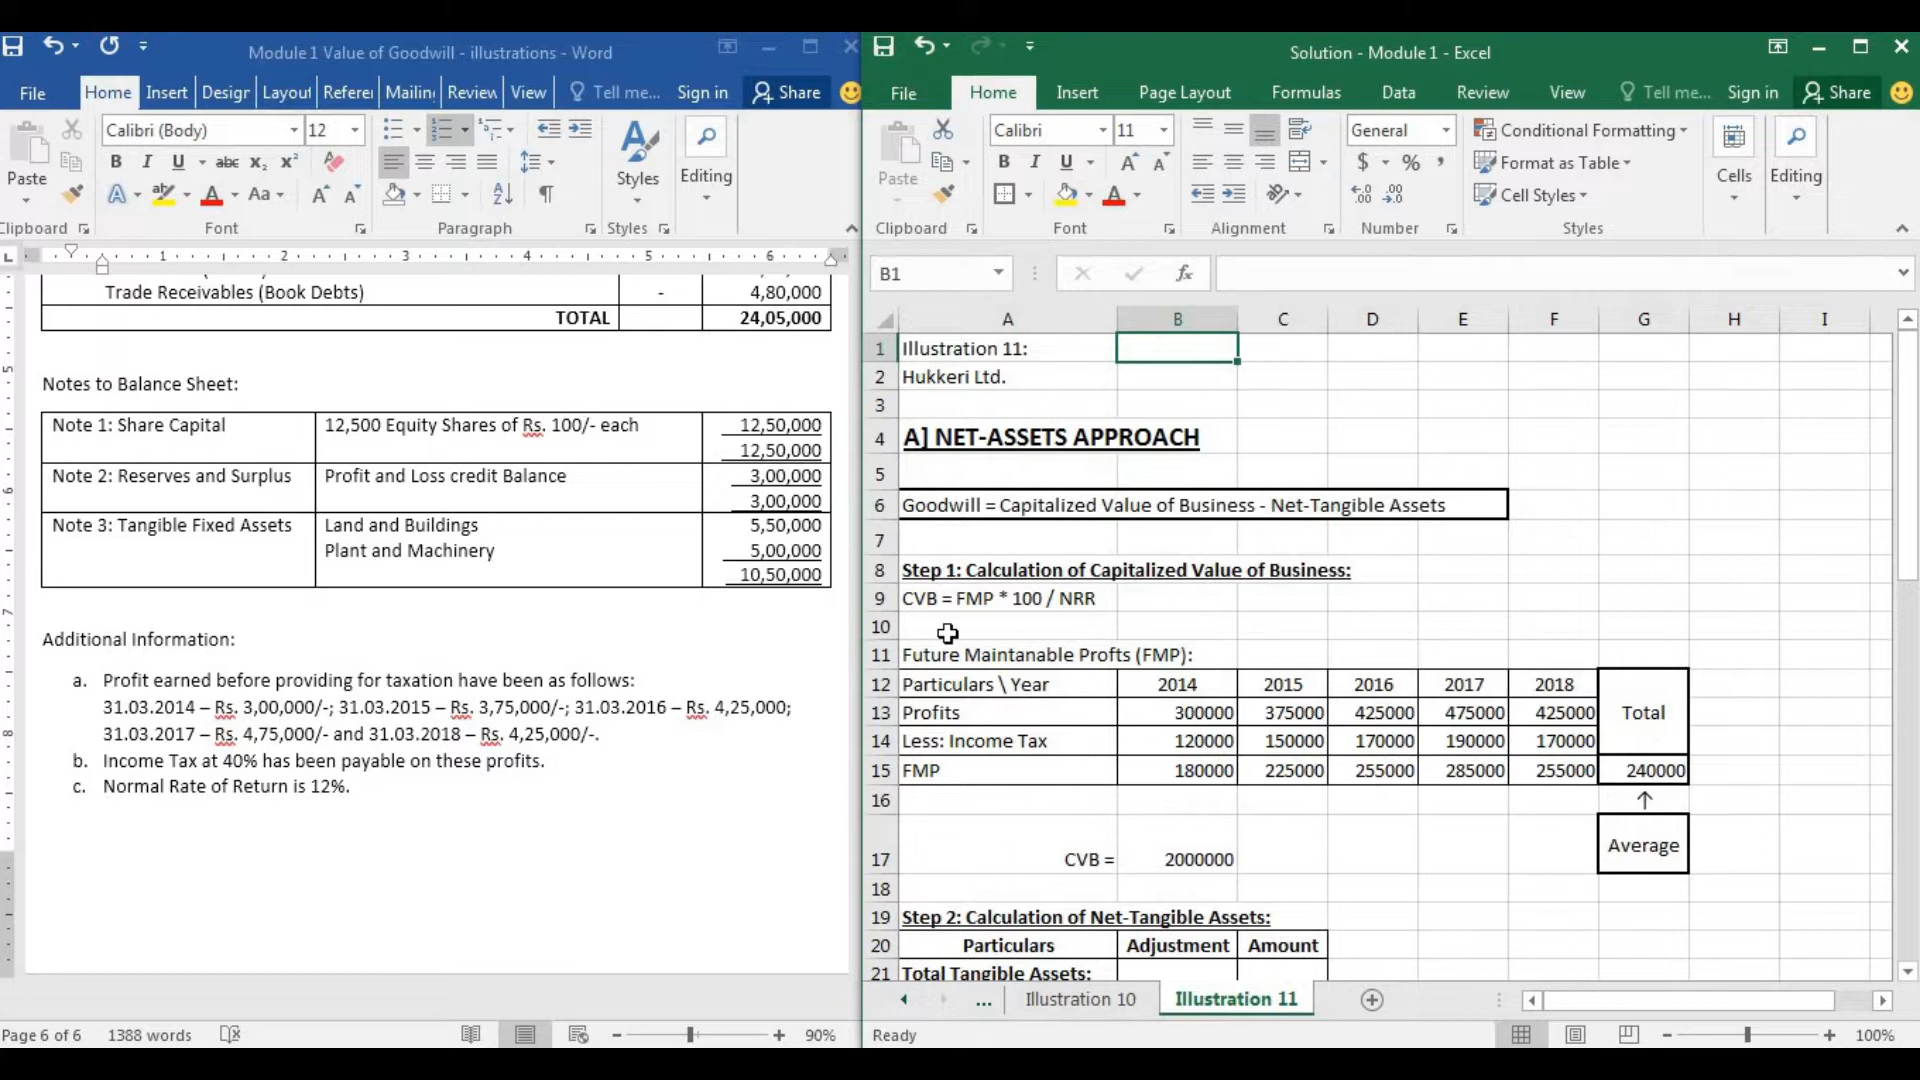 Module 1 Value of Goodwill - illustrations - Word
File Home Insert Design Layout Referen Mailing Review View Tell me... Sign in Share
Calibri (Body) 12
Paste
Styles
Editing
Clipboard Font Paragraph Styles
1 2 3 4 5 6
Trade Receivables (Book Debts) - 4,80,000
TOTAL 24,05,000
Notes to Balance Sheet:
Note 1: Share Capital 12,500 Equity Shares of Rs. 100/- each 12,50,000
12,50,000
Note 2: Reserves and Surplus Profit and Loss credit Balance 3,00,000
3,00,000
Note 3: Tangible Fixed Assets Land and Buildings 5,50,000
Plant and Machinery 5,00,000
10,50,000
Additional Information:
a. Profit earned before providing for taxation have been as follows:
31.03.2014 – Rs. 3,00,000/-; 31.03.2015 – Rs. 3,75,000/-; 31.03.2016 – Rs. 4,25,000;
31.03.2017 – Rs. 4,75,000/- and 31.03.2018 – Rs. 4,25,000/-.
b. Income Tax at 40% has been payable on these profits.
c. Normal Rate of Return is 12%.
Page 6 of 6 1388 words 90%
Solution - Module 1 - Excel
File Home Insert Page Layout Formulas Data Review View Tell me... Sign in Share
Calibri 11 General
Conditional Formatting
Format as Table
Cell Styles
Paste
Cells
Editing
Clipboard Font Alignment Number Styles
B1
A B C D E F G H I
1 Illustration 11:
2 Hukkeri Ltd.
3
4 A] NET-ASSETS APPROACH
5
6 Goodwill = Capitalized Value of Business - Net-Tangible Assets
7
8 Step 1: Calculation of Capitalized Value of Business:
9 CVB = FMP * 100 / NRR
10
11 Future Maintanable Profts (FMP):
12 Particulars \ Year 2014 2015 2016 2017 2018
13 Profits 300000 375000 425000 475000 425000 Total
14 Less: Income Tax 120000 150000 170000 190000 170000
15 FMP 180000 225000 255000 285000 255000 240000
16 ↑
17 CVB = 2000000 Average
18
19 Step 2: Calculation of Net-Tangible Assets:
20 Particulars Adjustment Amount
21 Total Tangible Assets:
... Illustration 10 Illustration 11
Ready 100%